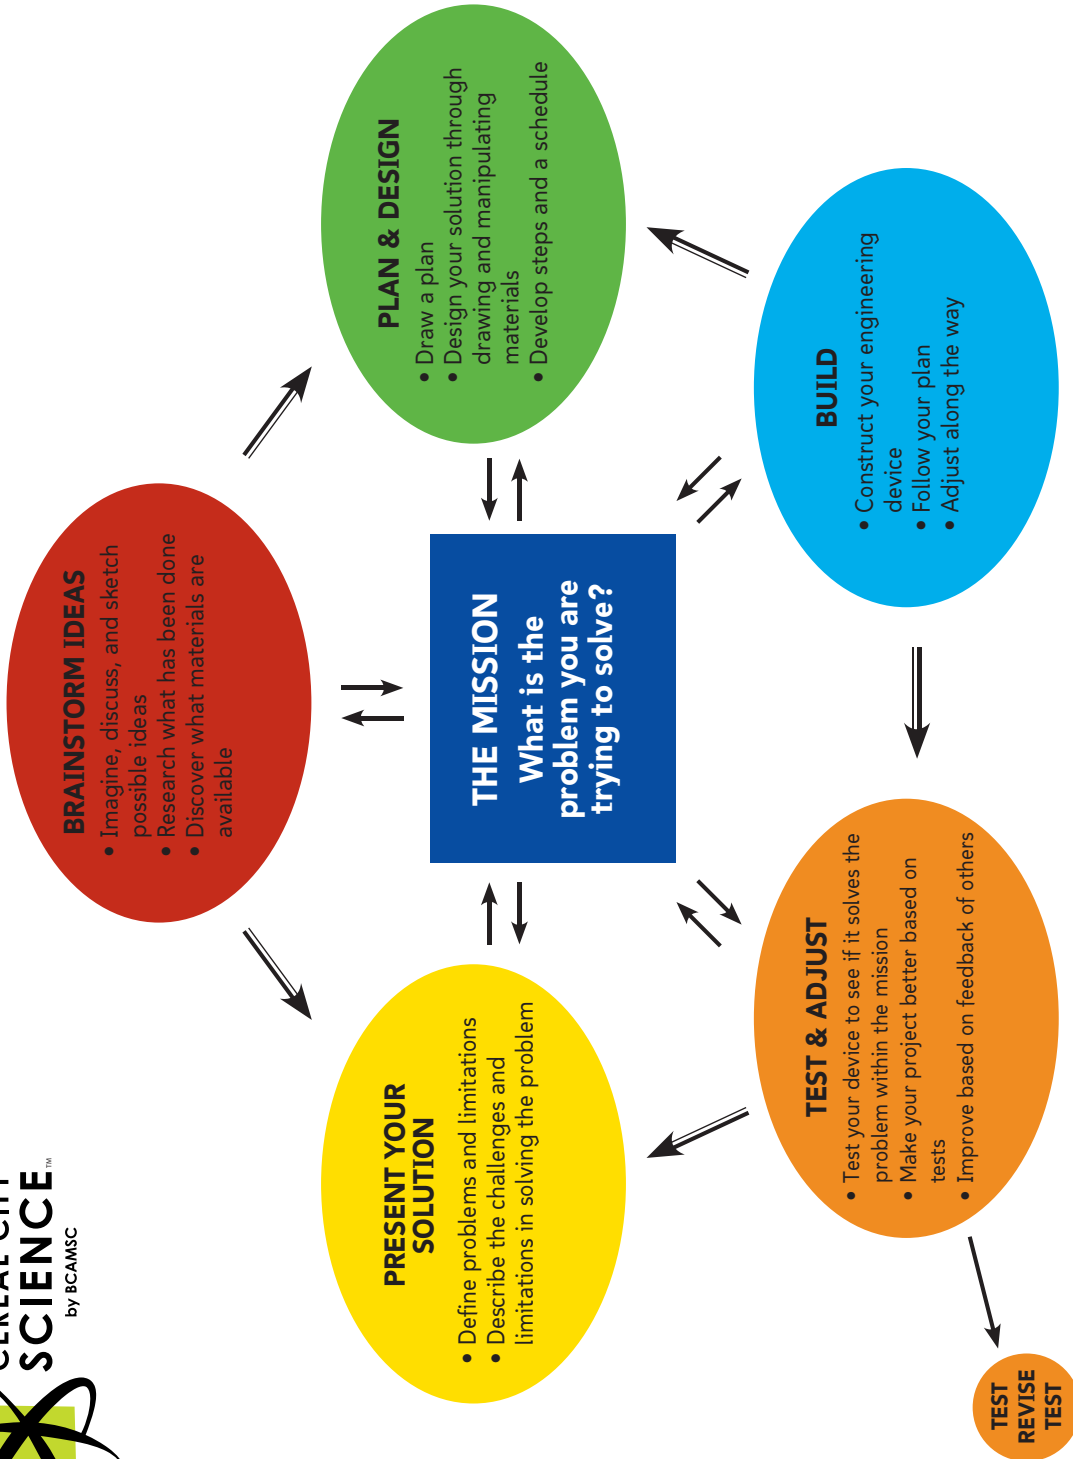 CEREAL CITY
SCIENCE™
by BCAMSC
BRAINSTORM IDEAS
• Imagine, discuss, and sketch
possible ideas
• Research what has been done
• Discover what materials are
available
PLAN & DESIGN
• Draw a plan
• Design your solution through
drawing and manipulating
materials
• Develop steps and a schedule
BUILD
• Construct your engineering
device
• Follow your plan
• Adjust along the way
TEST & ADJUST
• Test your device to see if it solves the
problem within the mission
• Make your project better based on
tests
• Improve based on feedback of others
TEST
REVISE
TEST
PRESENT YOUR
SOLUTION
• Define problems and limitations
• Describe the challenges and
limitations in solving the problem
THE MISSION
What is the
problem you are
trying to solve?